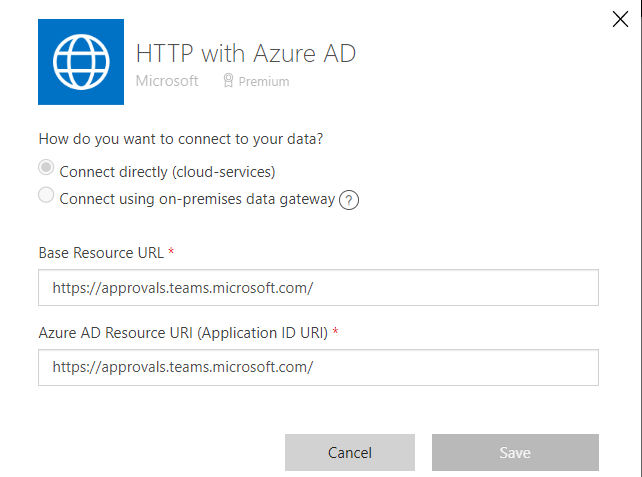 HTTP with Azure AD
Microsoft Premium
How do you want to connect to your data?
Connect directly (cloud-services)
Connect using on-premises data gateway ?
Base Resource URL *
https://approvals.teams.microsoft.com/
Azure AD Resource URI (Application ID URI) *
https://approvals.teams.microsoft.com/
Cancel Save